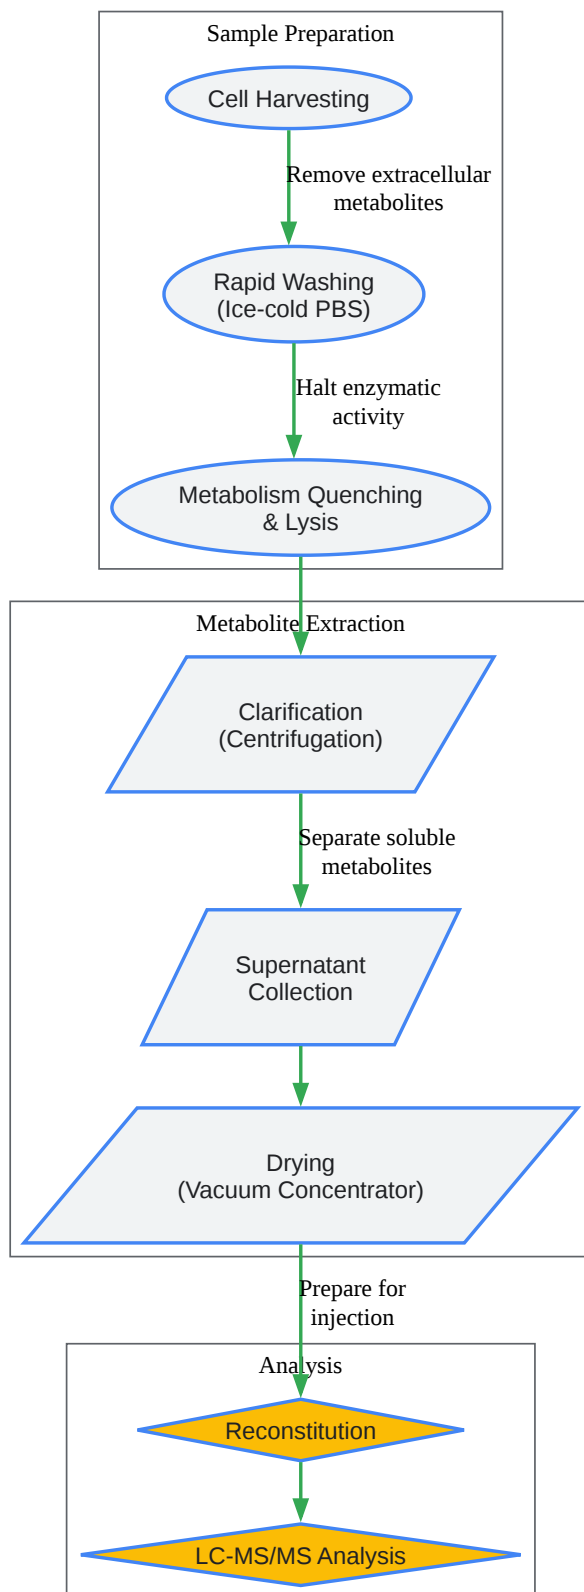 Sample Preparation
Cell Harvesting
Remove extracellular
metabolites
Rapid Washing
(Ice-cold PBS)
Halt enzymatic
activity
Metabolism Quenching
& Lysis
Metabolite Extraction
Clarification
(Centrifugation)
Separate soluble
metabolites
Supernatant
Collection
Drying
(Vacuum Concentrator)
Prepare for
injection
Analysis
Reconstitution
LC-MS/MS Analysis